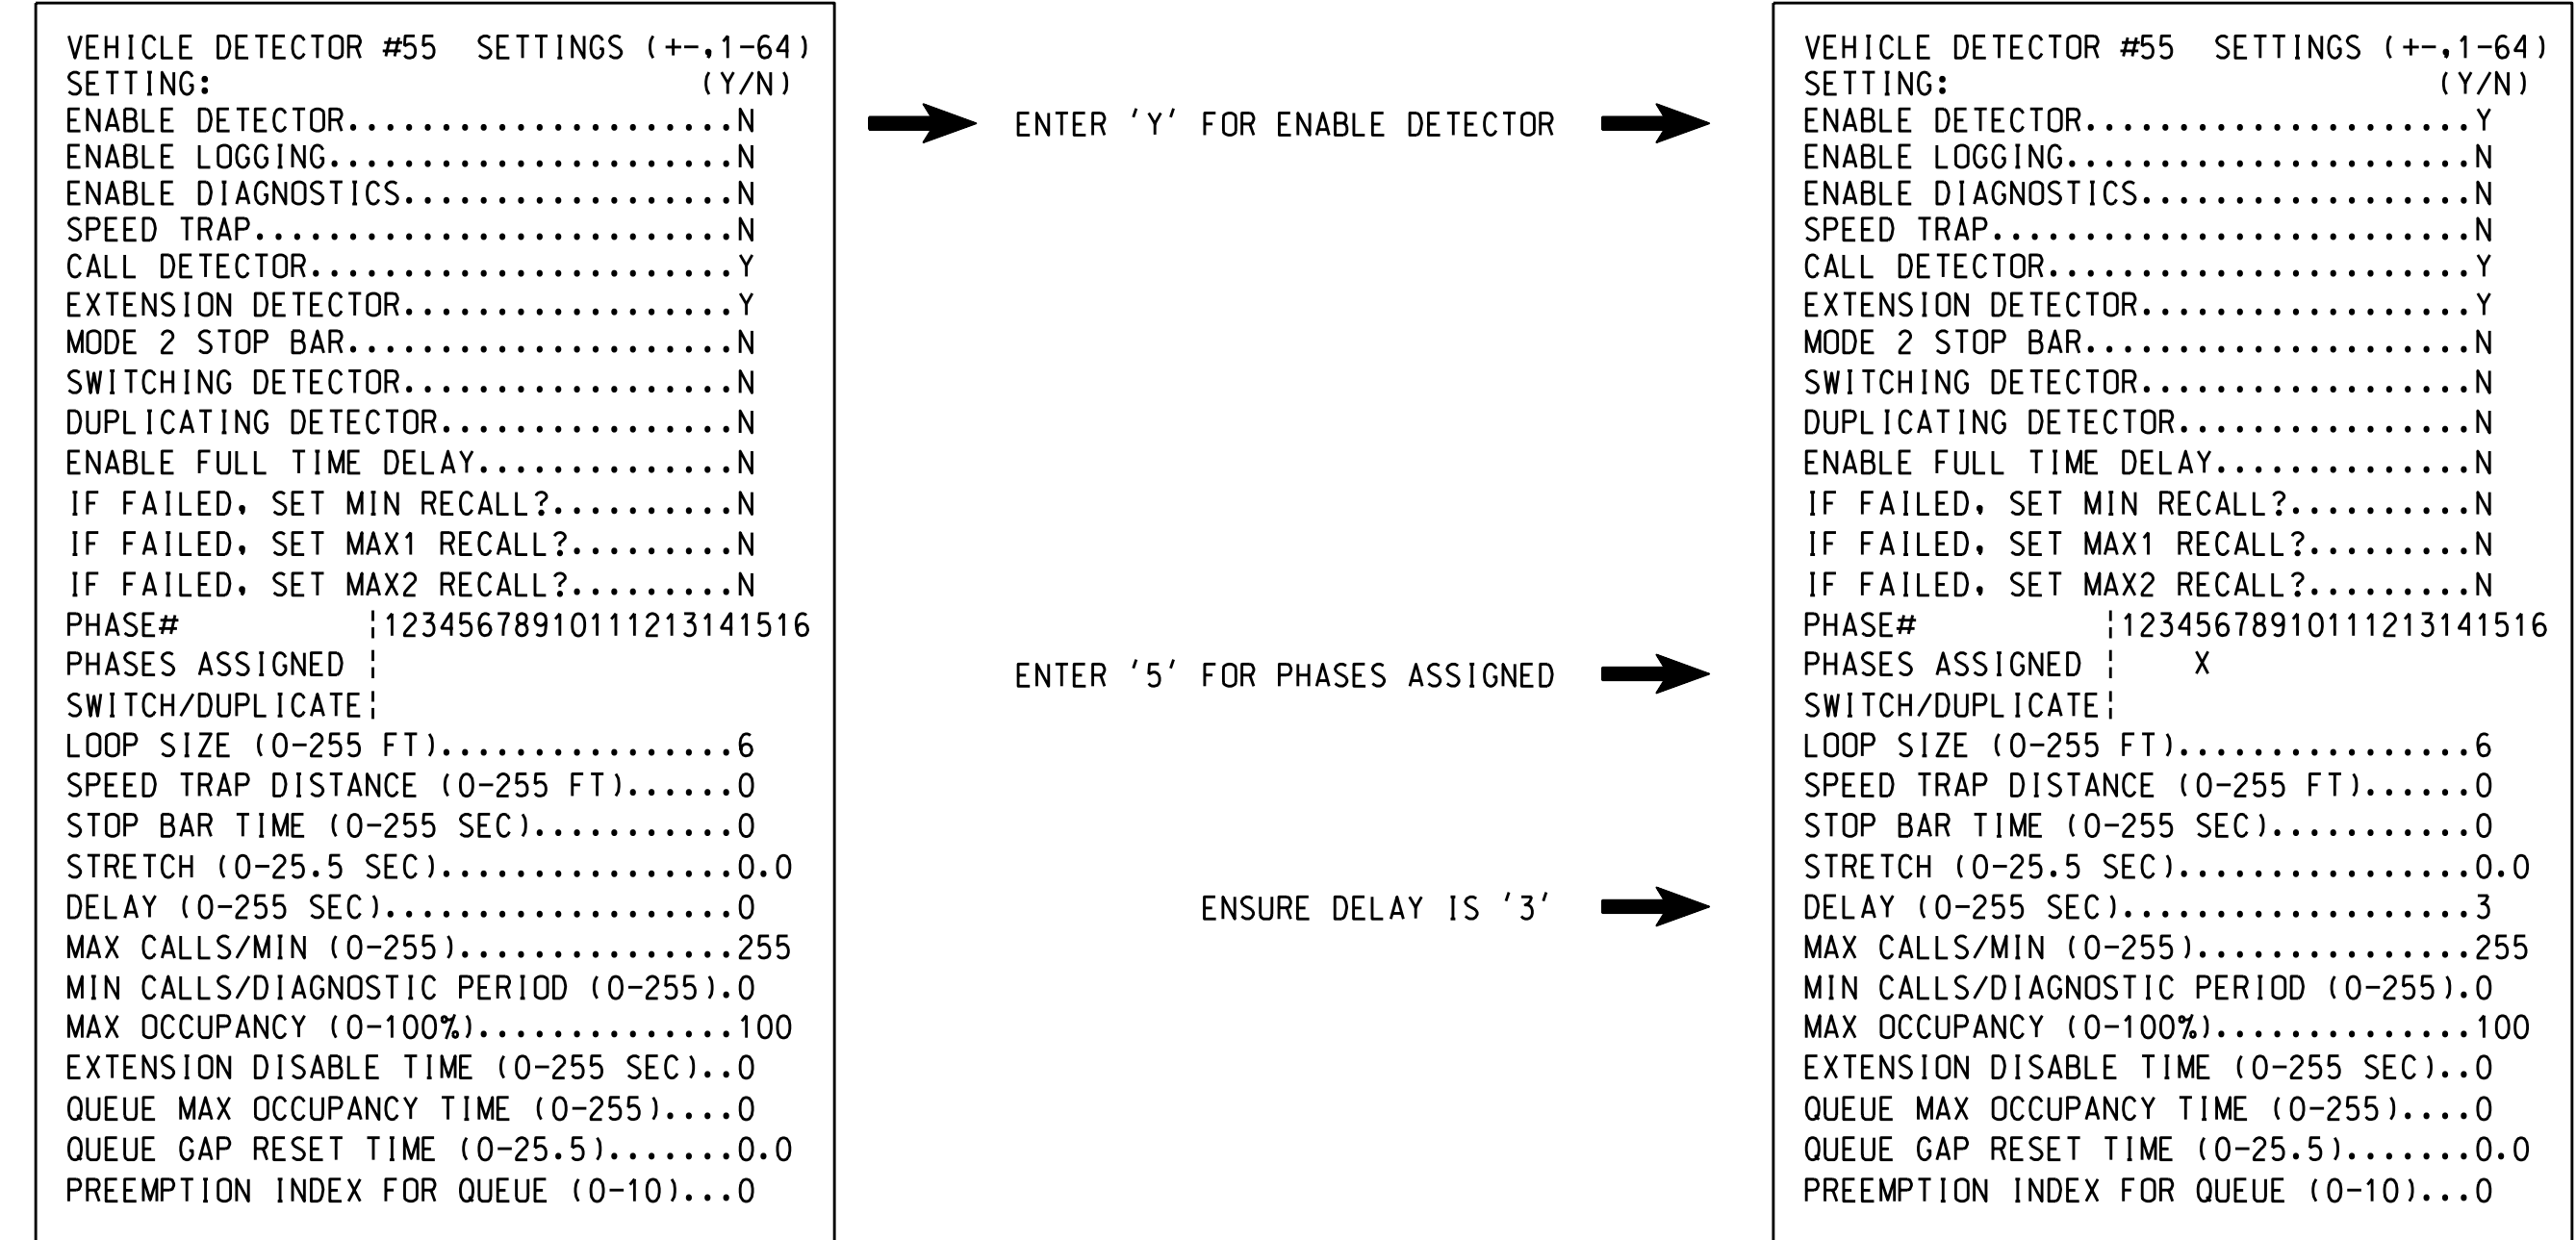 VEHICLE DETECTOR #55  SETTINGS (+-,1-64)
SETTING:                          (Y/N)
ENABLE DETECTOR.....................N
ENABLE LOGGING......................N
ENABLE DIAGNOSTICS..................N
SPEED TRAP..........................N
CALL DETECTOR.......................Y
EXTENSION DETECTOR..................Y
MODE 2 STOP BAR.....................N
SWITCHING DETECTOR..................N
DUPLICATING DETECTOR................N
ENABLE FULL TIME DELAY..............N
IF FAILED, SET MIN RECALL?..........N
IF FAILED, SET MAX1 RECALL?.........N
IF FAILED, SET MAX2 RECALL?.........N
PHASE#          |12345678910111213141516
PHASES ASSIGNED |
SWITCH/DUPLICATE|
LOOP SIZE (0-255 FT)................6
SPEED TRAP DISTANCE (0-255 FT)......0
STOP BAR TIME (0-255 SEC)...........0
STRETCH (0-25.5 SEC)................0.0
DELAY (0-255 SEC)...................0
MAX CALLS/MIN (0-255)...............255
MIN CALLS/DIAGNOSTIC PERIOD (0-255).0
MAX OCCUPANCY (0-100%)..............100
EXTENSION DISABLE TIME (0-255 SEC)..0
QUEUE MAX OCCUPANCY TIME (0-255)....0
QUEUE GAP RESET TIME (0-25.5).......0.0
PREEMPTION INDEX FOR QUEUE (0-10)...0
ENTER 'Y' FOR ENABLE DETECTOR
ENTER '5' FOR PHASES ASSIGNED
ENSURE DELAY IS '3'
VEHICLE DETECTOR #55  SETTINGS (+-,1-64)
SETTING:                          (Y/N)
ENABLE DETECTOR.....................Y
ENABLE LOGGING......................N
ENABLE DIAGNOSTICS..................N
SPEED TRAP..........................N
CALL DETECTOR.......................Y
EXTENSION DETECTOR..................Y
MODE 2 STOP BAR.....................N
SWITCHING DETECTOR..................N
DUPLICATING DETECTOR................N
ENABLE FULL TIME DELAY..............N
IF FAILED, SET MIN RECALL?..........N
IF FAILED, SET MAX1 RECALL?.........N
IF FAILED, SET MAX2 RECALL?.........N
PHASE#          |12345678910111213141516
PHASES ASSIGNED |    X
SWITCH/DUPLICATE|
LOOP SIZE (0-255 FT)................6
SPEED TRAP DISTANCE (0-255 FT)......0
STOP BAR TIME (0-255 SEC)...........0
STRETCH (0-25.5 SEC)................0.0
DELAY (0-255 SEC)...................3
MAX CALLS/MIN (0-255)...............255
MIN CALLS/DIAGNOSTIC PERIOD (0-255).0
MAX OCCUPANCY (0-100%)..............100
EXTENSION DISABLE TIME (0-255 SEC)..0
QUEUE MAX OCCUPANCY TIME (0-255)....0
QUEUE GAP RESET TIME (0-25.5).......0.0
PREEMPTION INDEX FOR QUEUE (0-10)...0